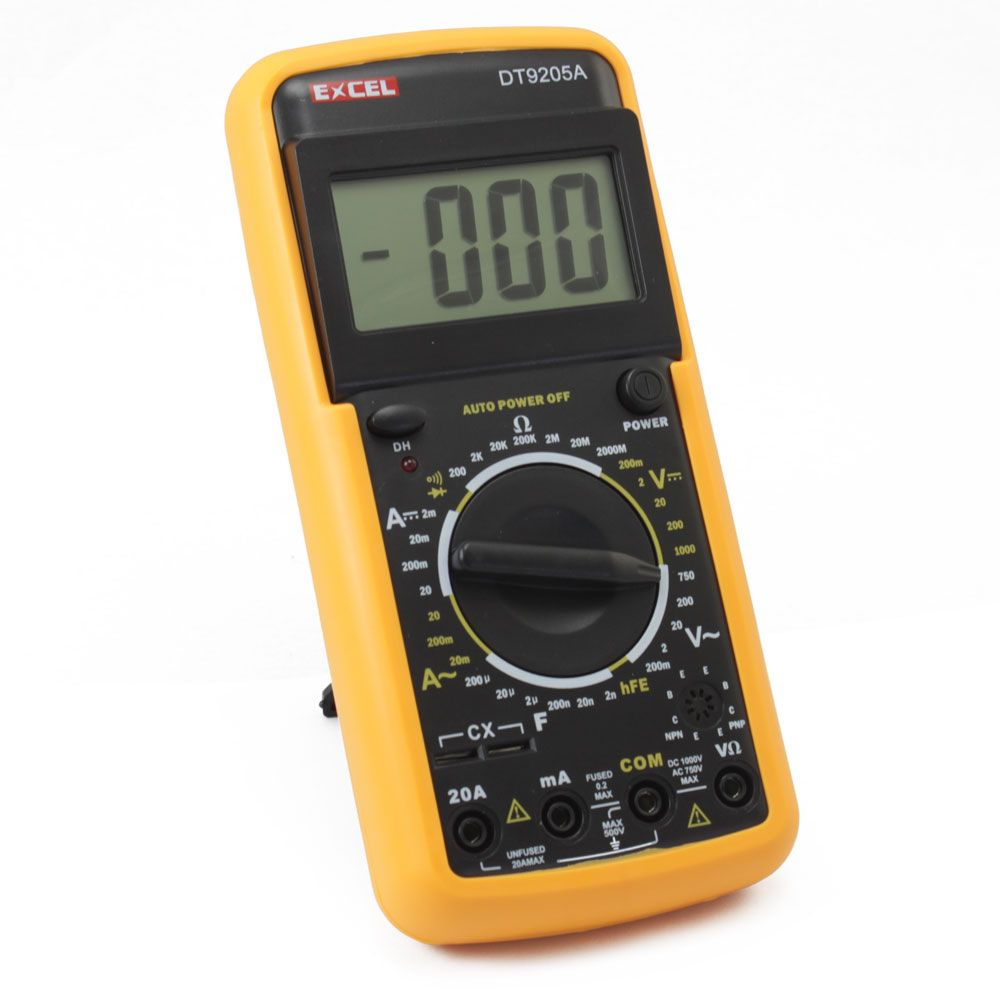 EXCEL DT9205A
- 000
AUTO POWER OFF
POWER
DH
Ω
200 2K 20K 200K 2M 20M 2000M
A 2m
20m
200m
20
20
200m
A~ 20m
200m
2 V
20
200
1000
750
200
20 V~
2
200m
200µ 20µ 2µ 200n 20n 2n hFE
F
CX
E E
B B
C C
NPN E E PNP
20A mA COM VΩ
FUSED
0.2
MAX
DC 1000V
AC 750V
MAX
MAX
500V
UNFUSED
20AMAX